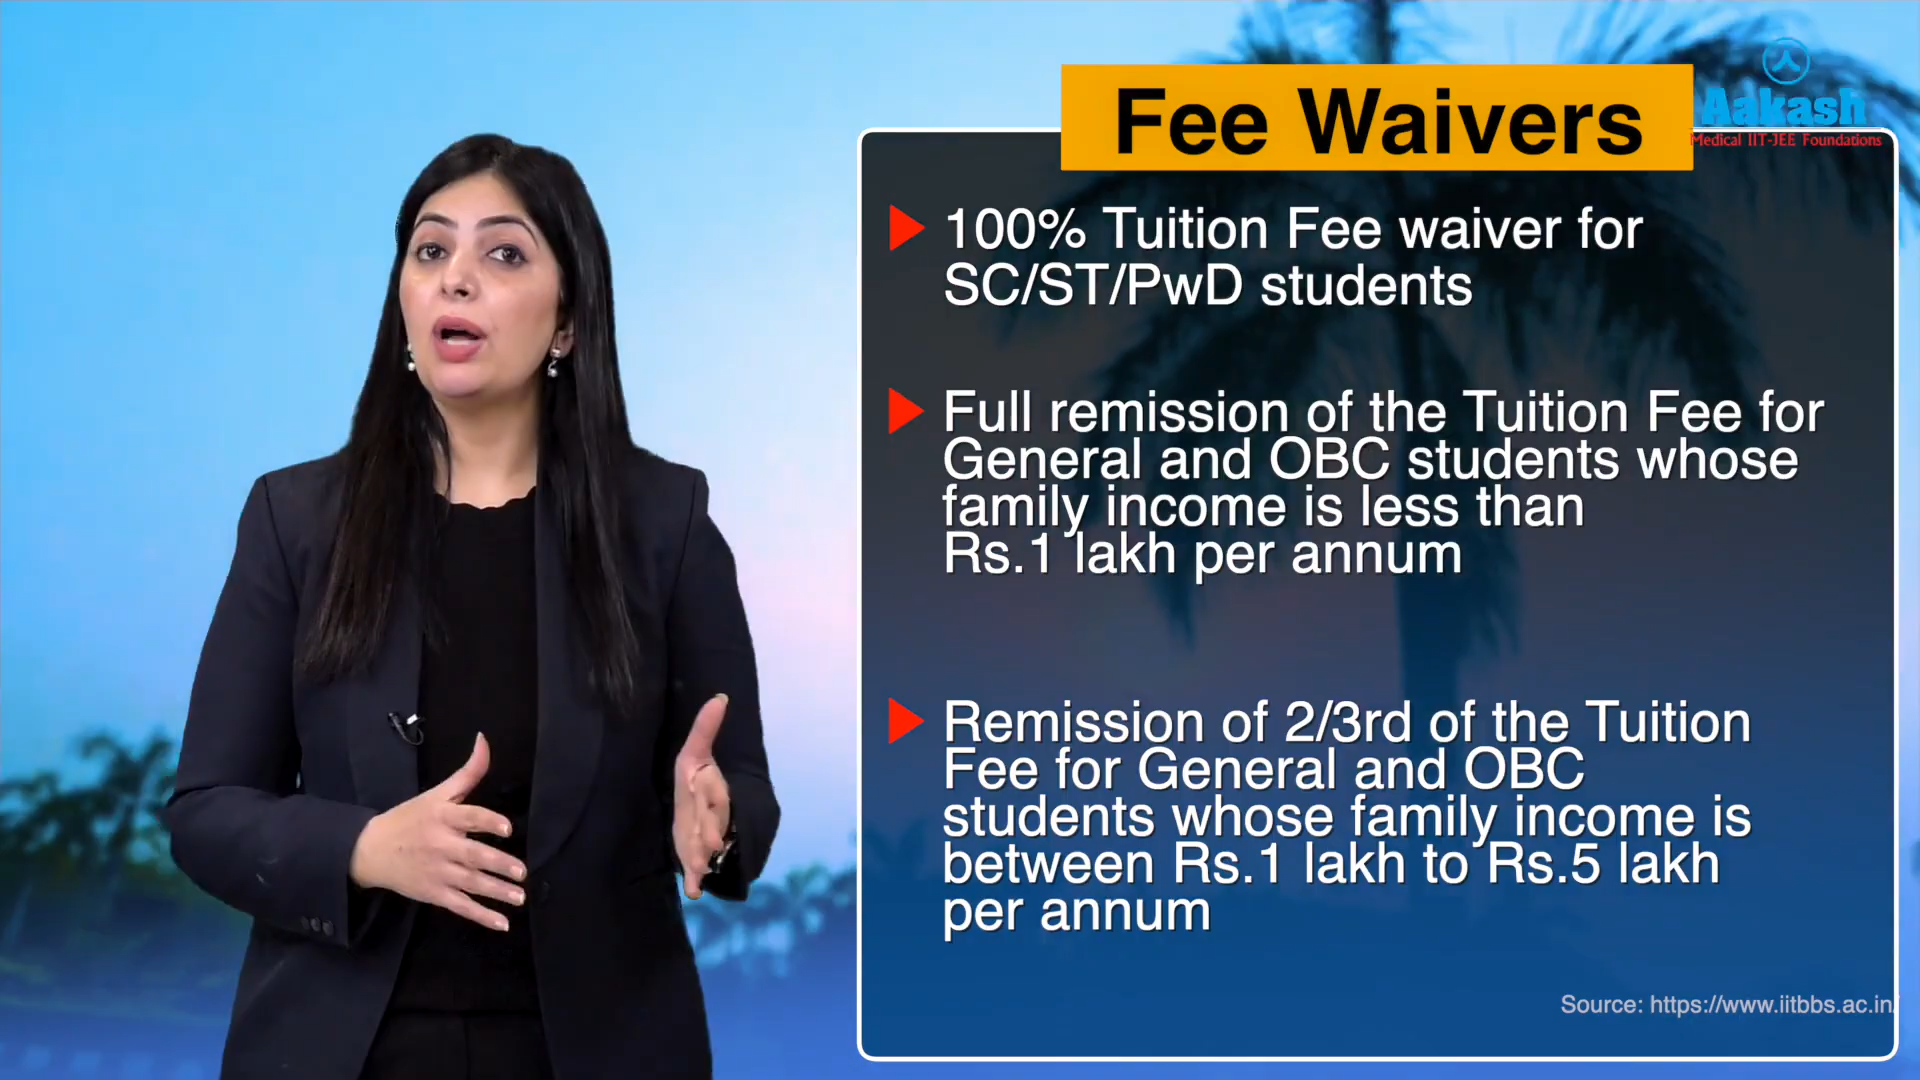 Fee Waivers
Aakash
Medical IIT-JEE Foundations
100% Tuition Fee waiver for
SC/ST/PwD students
Full remission of the Tuition Fee for
General and OBC students whose
family income is less than
Rs.1 lakh per annum
Remission of 2/3rd of the Tuition
Fee for General and OBC
students whose family income is
between Rs.1 lakh to Rs.5 lakh
per annum
Source: https://www.iitbbs.ac.in/